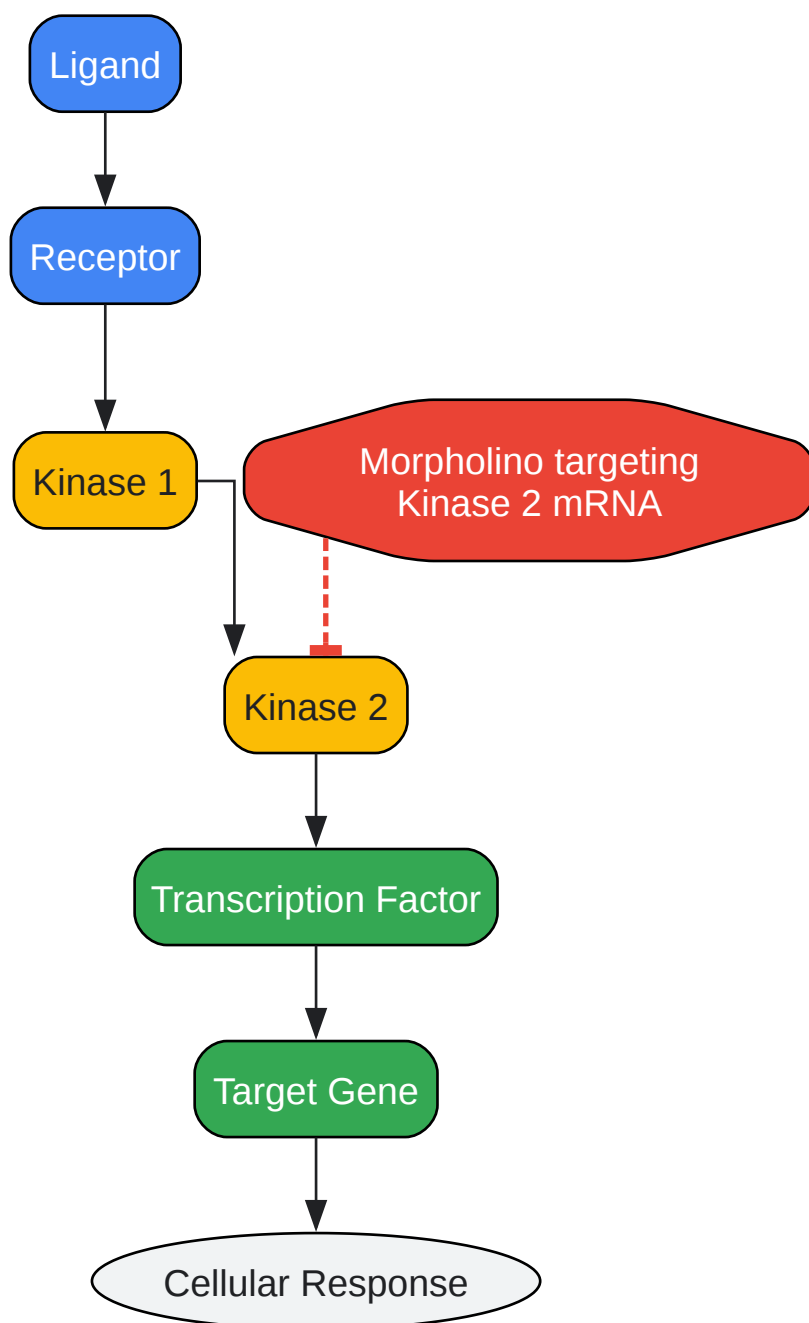 Ligand
Receptor
Kinase 1
Morpholino targeting
Kinase 2 mRNA
Kinase 2
Transcription Factor
Target Gene
Cellular Response